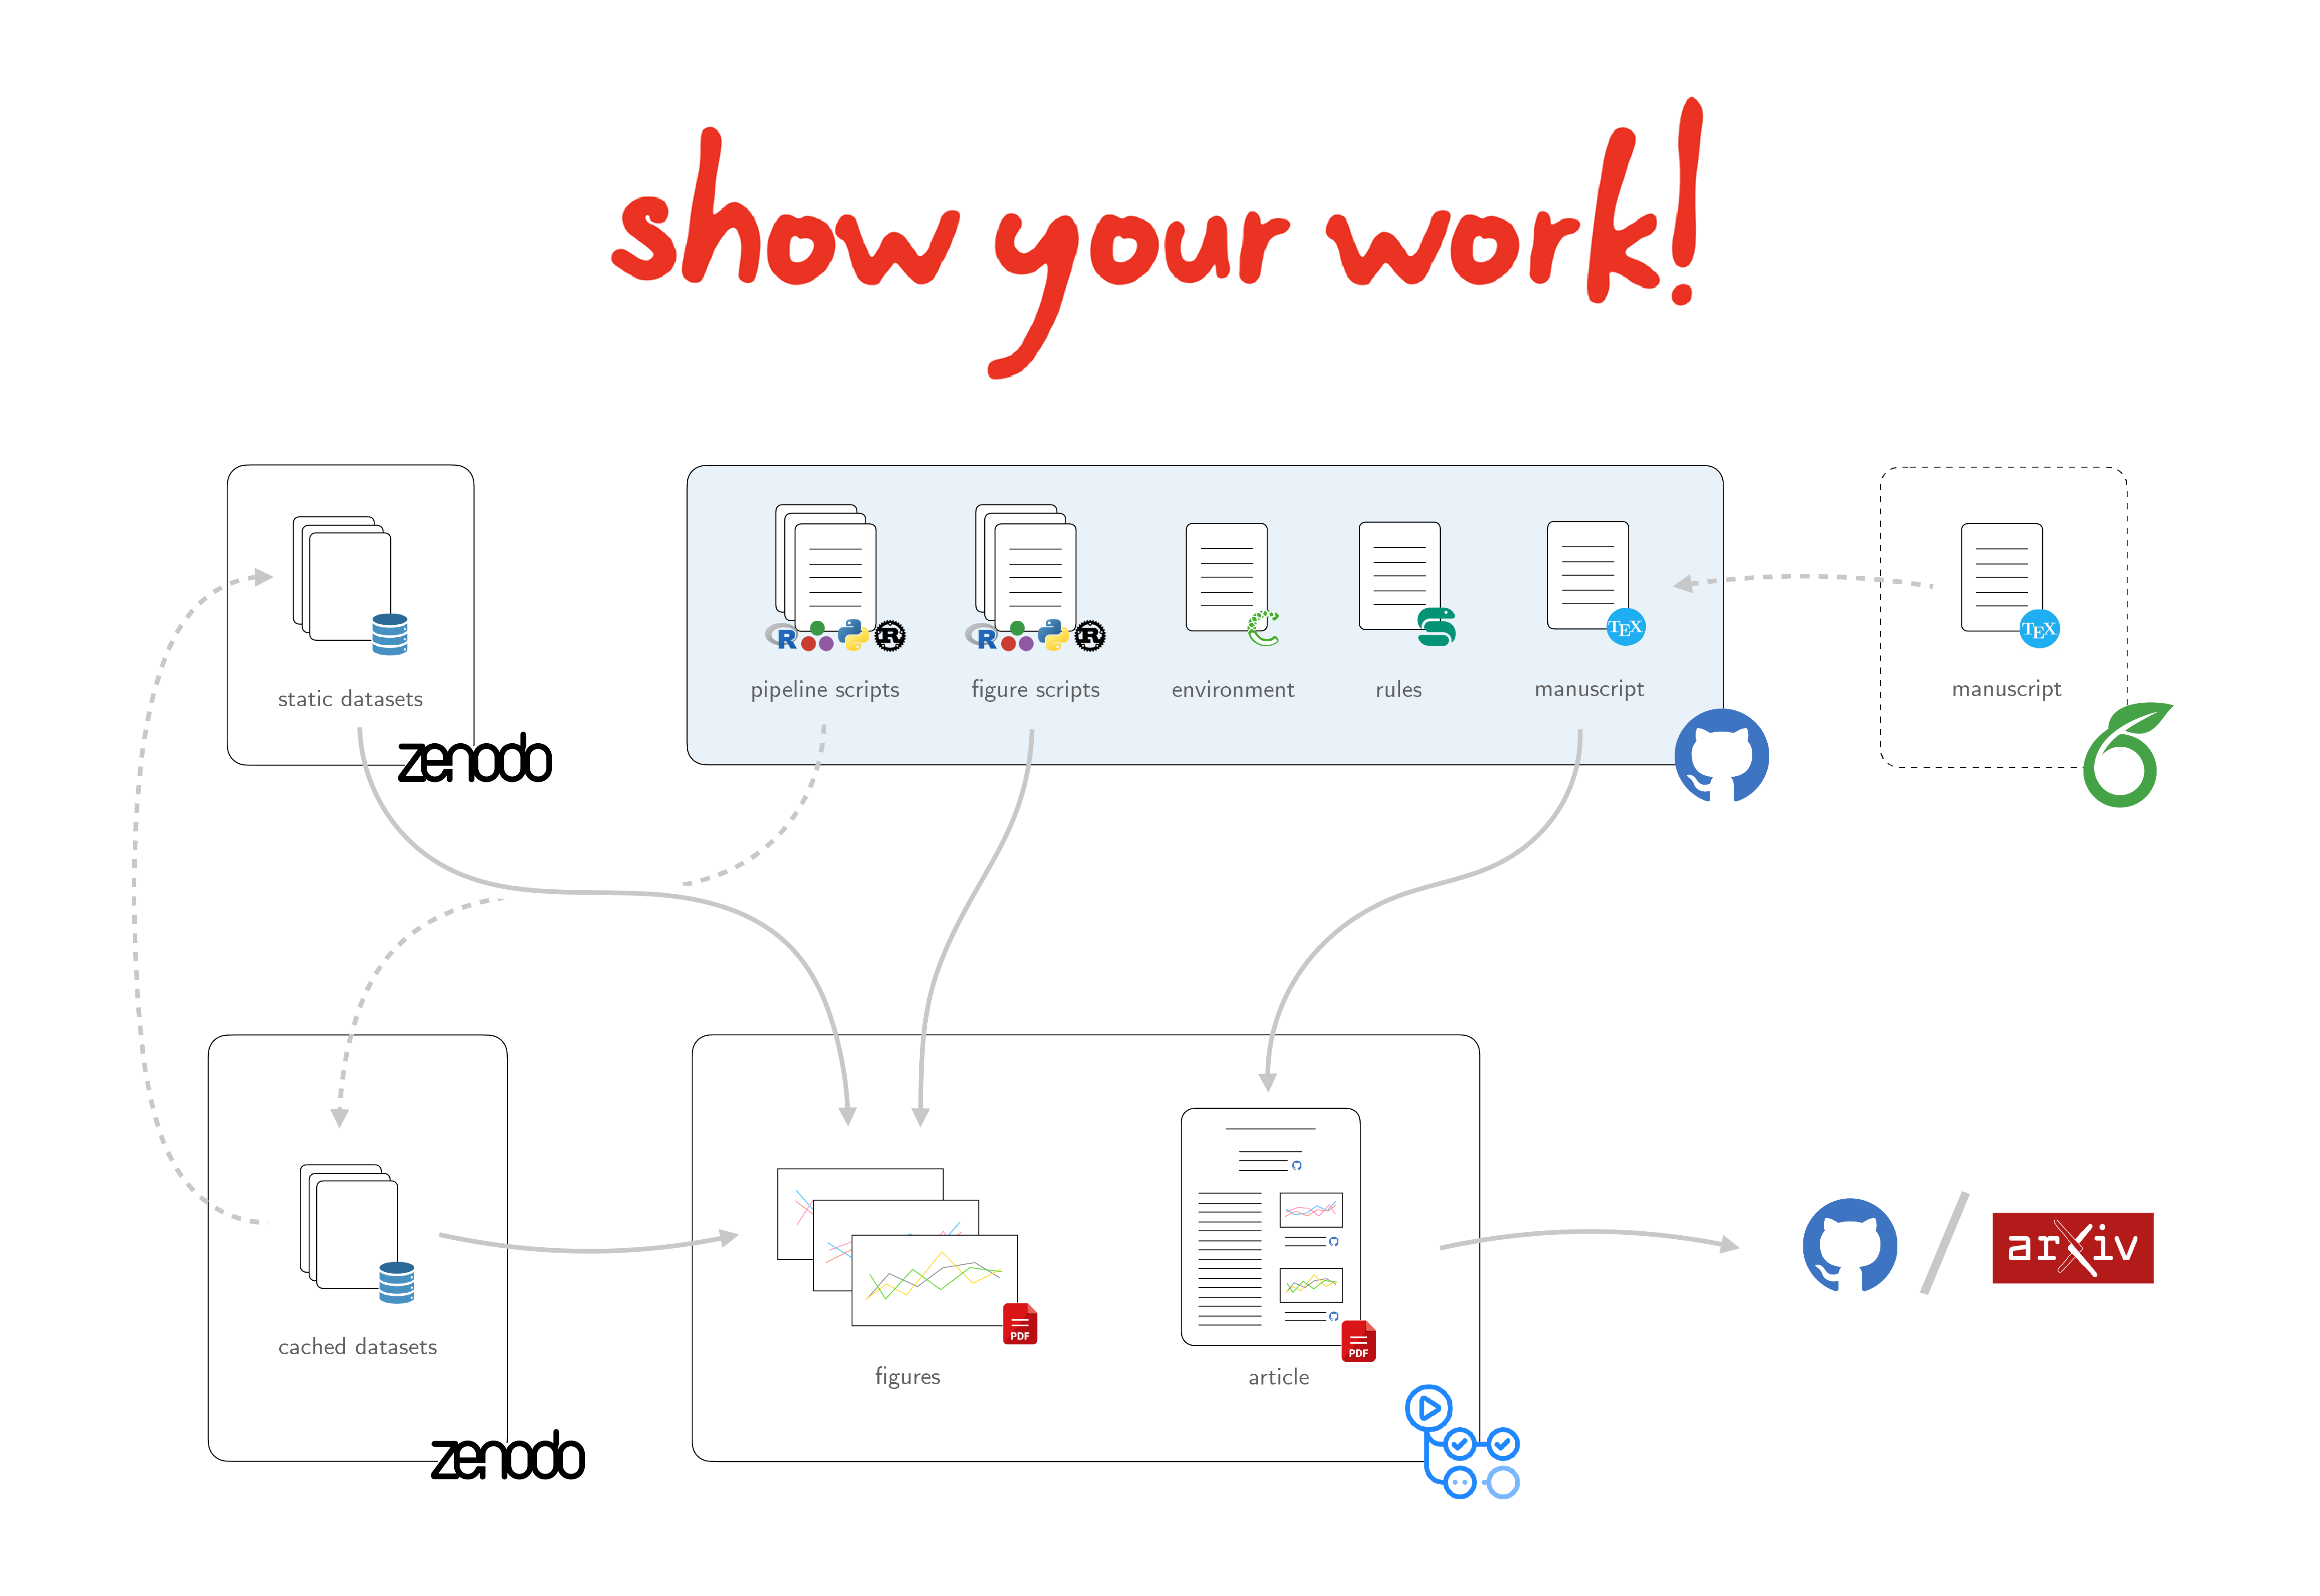 show your work!
static datasets
zenodo
R
R
pipeline scripts
R
R
figure scripts
environment
rules
TEX
manuscript
TEX
manuscript
cached datasets
zenodo
PDF
figures
PDF
article
arXiv